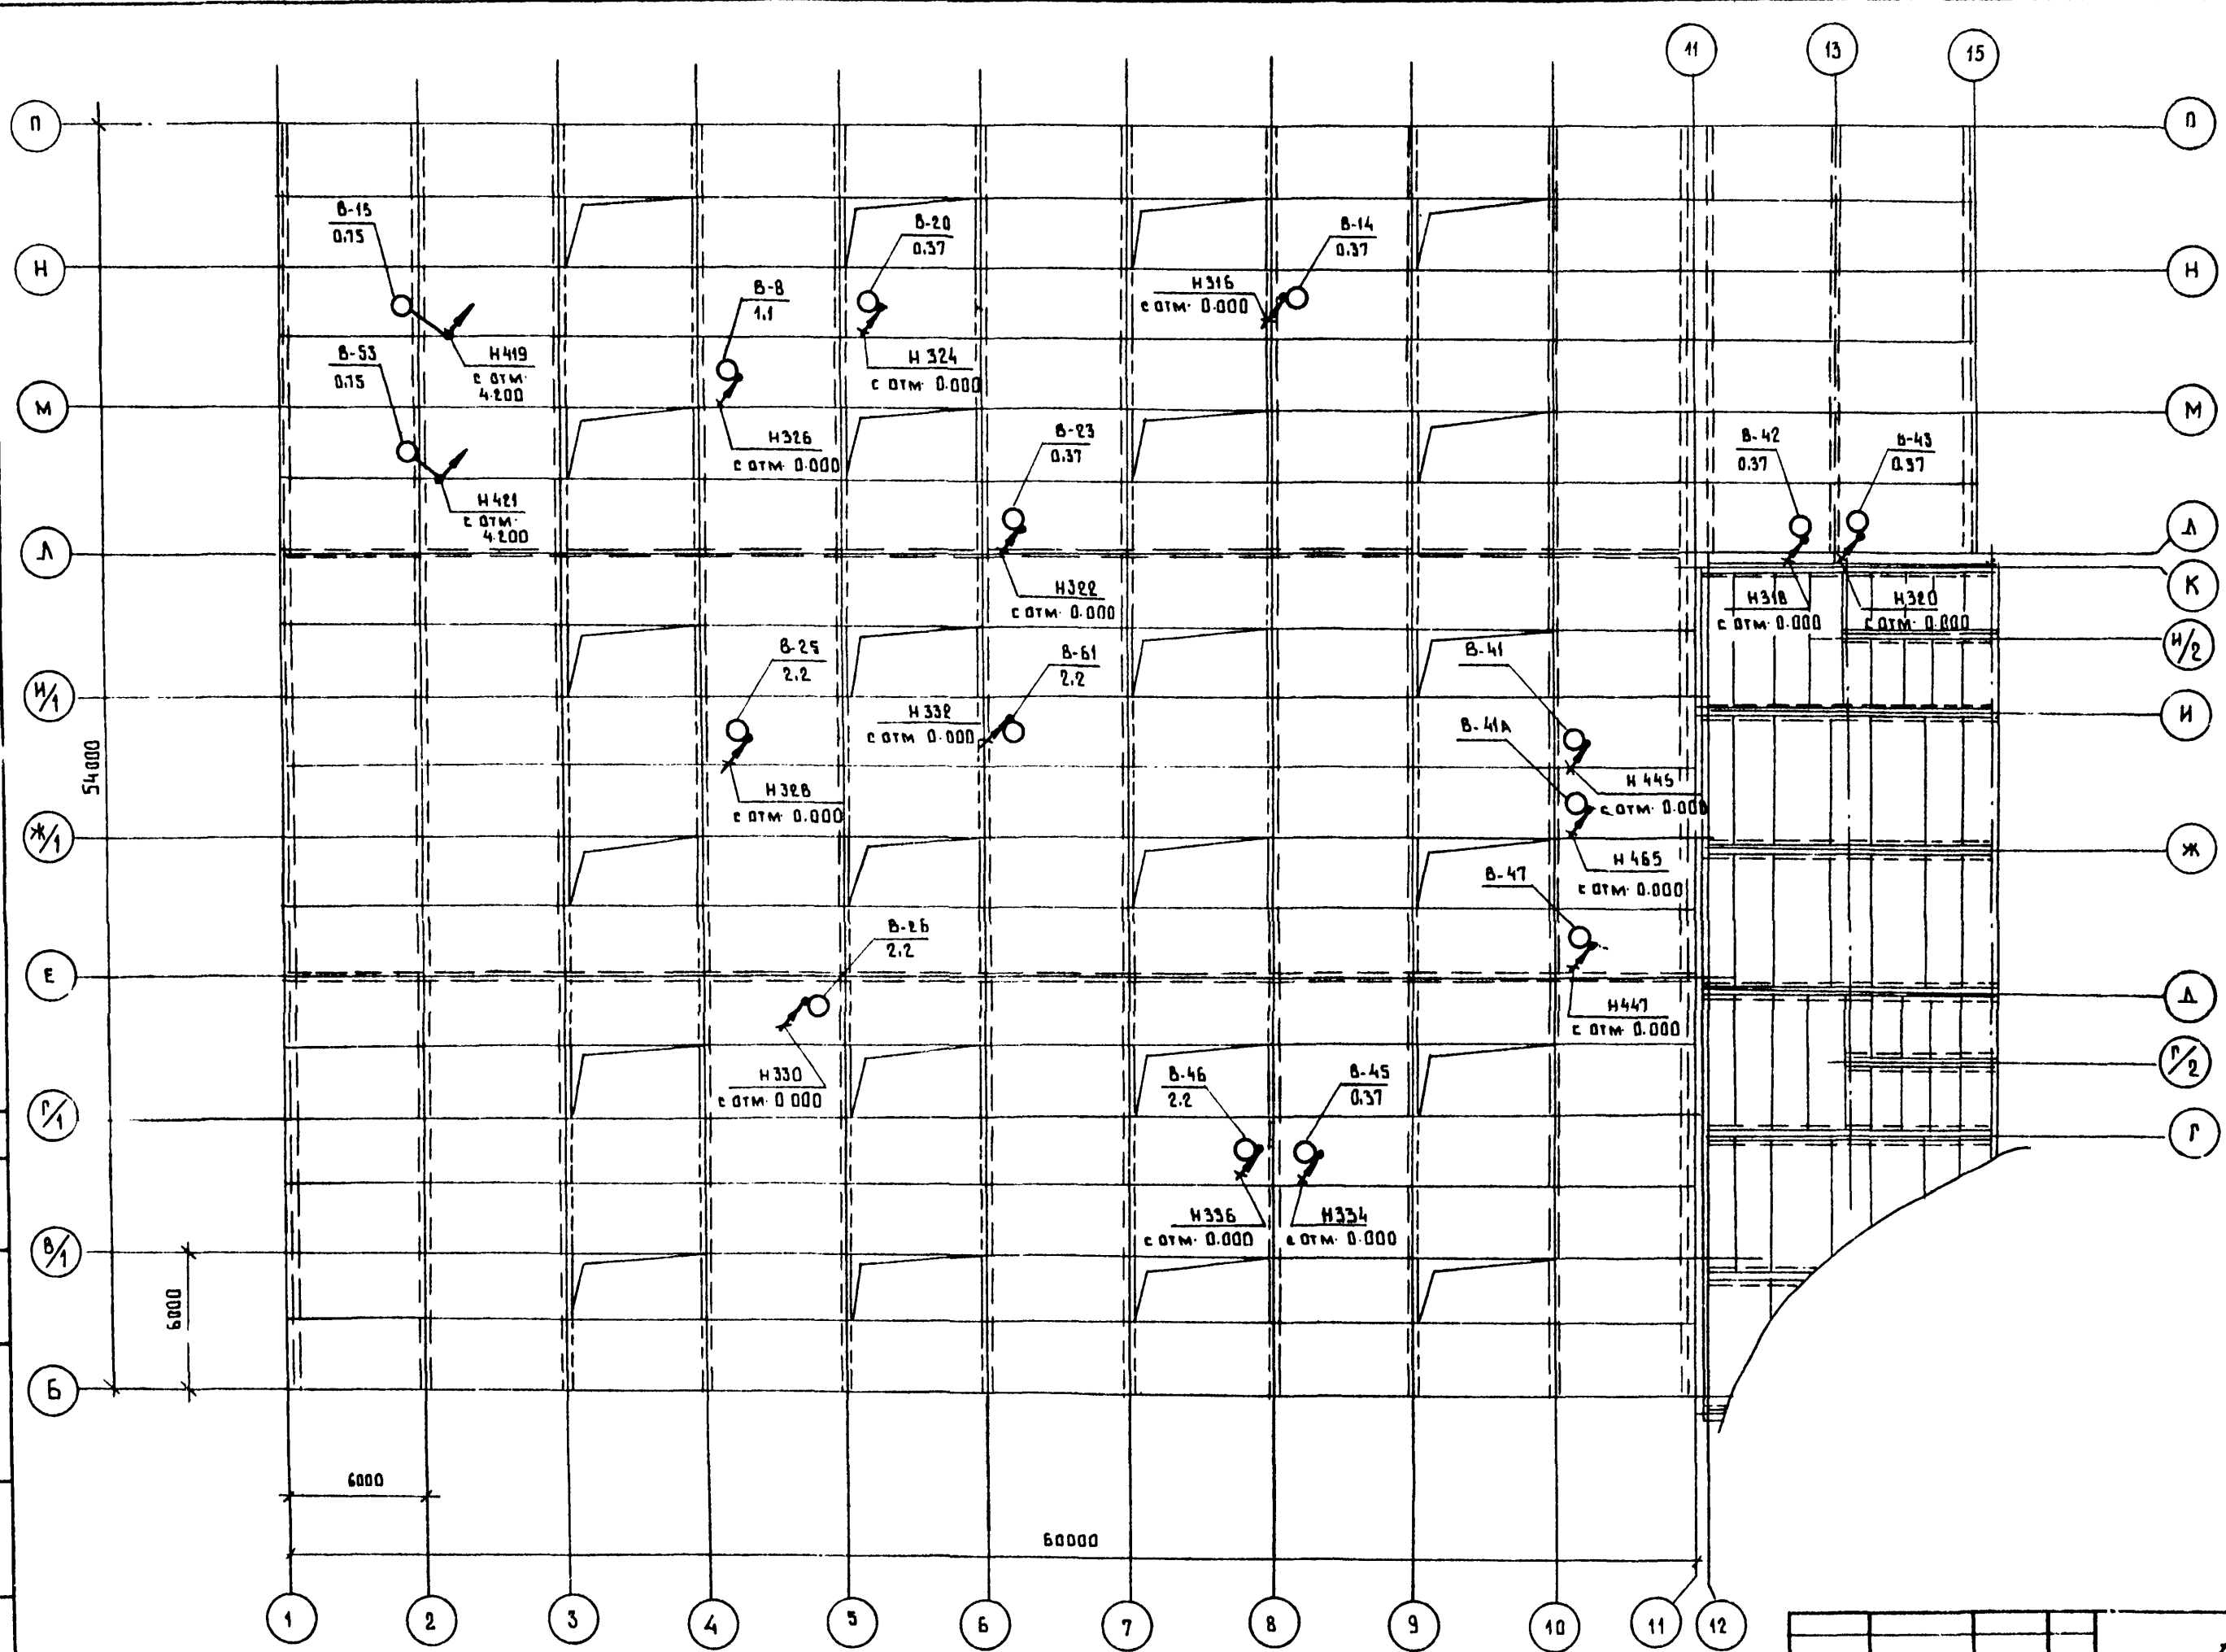 11
13
15
П
П
Н
Н
В-15
0.75
В-20
0.37
В-14
0.37
В-8
1.1
Н316
с отм. 0.000
Н419
с отм.
4.200
Н 324
с отм. 0.000
В-53
0.75
М
М
Н326
с отм. 0.000
В-23
0.37
В-42
0.37
В-43
0.37
Н421
с отм.
4.200
Л
Л
К
Н322
с отм. 0.000
Н318
с отм. 0.000
Н320
с отм. 0.000
И/2
В-25
2.2
В-61
2.2
В-41
И/1
И
Н332
с отм 0.000
В-41А
54000
Н328
с отм. 0.000
Н 445
с отм. 0.000
Ж/1
Ж
Н 465
с отм. 0.000
В-47
В-26
2.2
Е
Д
Н447
с отм. 0.000
Н330
с отм. 0 000
В-46
2.2
В-45
0.37
Г/2
Г/1
Г
Н336
с отм. 0.000
Н334
с отм. 0.000
В/1
6000
Б
6000
60000
1
2
3
4
5
6
7
8
9
10
11
12